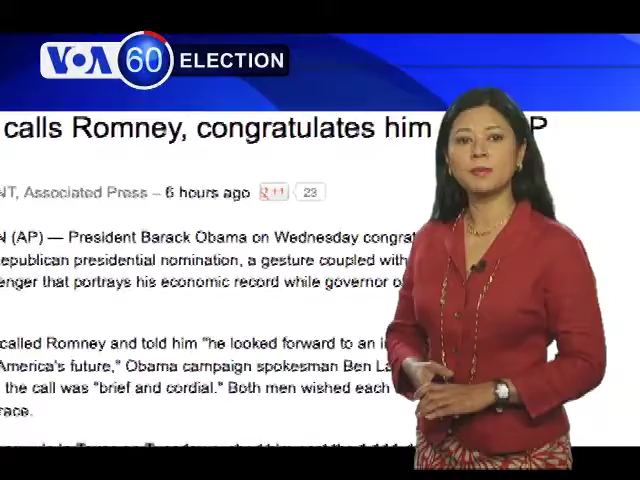 VOA 60 ELECTION
calls Romney, congratulates him P
NT, Associated Press – 6 hours ago +1 23
N (AP) — President Barack Obama on Wednesday congrat
epublican presidential nomination, a gesture coupled with
enger that portrays his economic record while governor o
called Romney and told him "he looked forward to an i
America's future," Obama campaign spokesman Ben La
the call was "brief and cordial." Both men wished each
race.